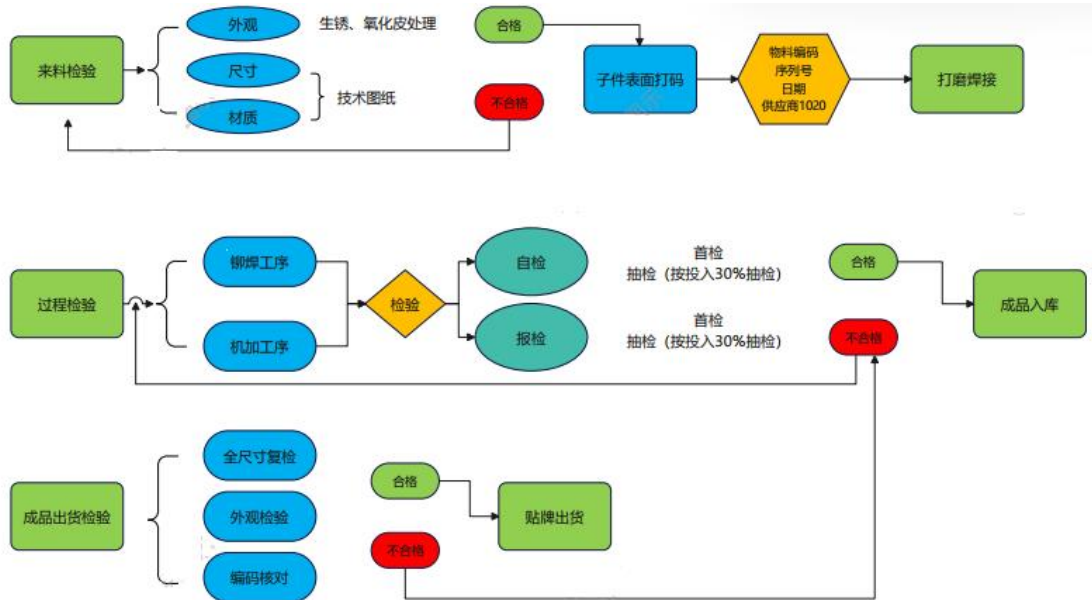 外观
生锈、氧化皮处理
合格
来料检验
尺寸
技术图纸
材质
不合格
子件表面打码
物料编码
序列号
日期
供应商1020
打磨焊接
过程检验
铆焊工序
机加工序
检验
自检
首检
抽检（按投入30%抽检）
报检
首检
抽检（按投入30%抽检）
合格
不合格
成品入库
成品出货检验
全尺寸复检
外观检验
编码核对
合格
不合格
贴牌出货